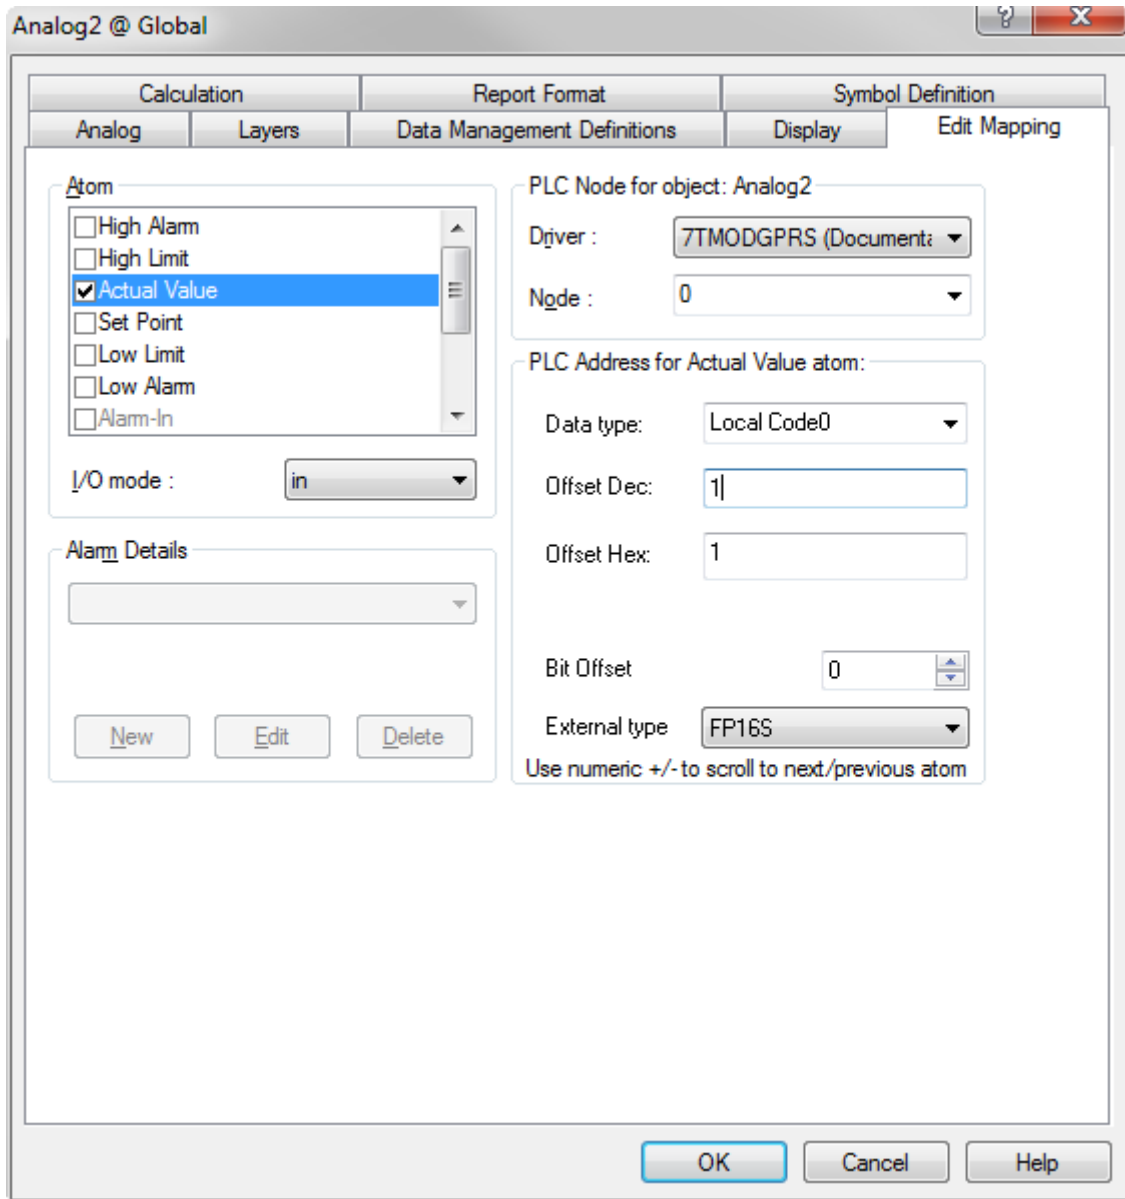 Analog2 @ Global
?
X
Calculation Report Format Symbol Definition
Analog Layers Data Management Definitions Display Edit Mapping
Atom
High Alarm
High Limit
Actual Value
Set Point
Low Limit
Low Alarm
Alarm-In
I/O mode : in
Alarm Details
New Edit Delete
PLC Node for object: Analog2
Driver : 7TMODGPRS (Documenta
Node : 0
PLC Address for Actual Value atom:
Data type: Local Code0
Offset Dec: 1
Offset Hex: 1
Bit Offset 0
External type FP16S
Use numeric +/- to scroll to next/previous atom
OK Cancel Help